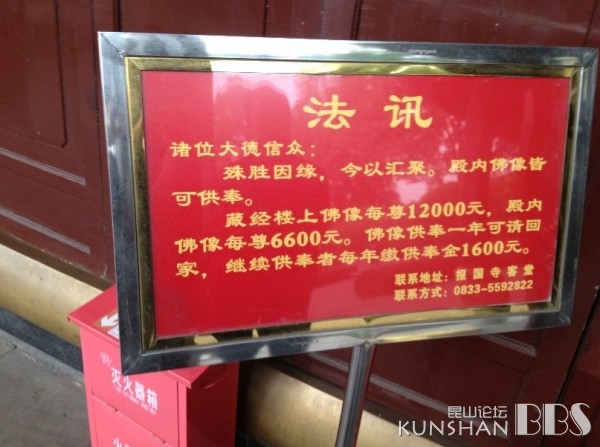 法讯
诸位大德信众：
殊胜因缘，今以汇聚。殿内佛像皆
可供奉。
藏经楼上佛像每尊12000元，殿内
佛像每尊6600元。佛像供奉一年可请回
家，继续供奉者每年缴供奉金1600元。
联系地址：报国寺客堂
联系方式：0833-5592822
灭火器箱
昆山论坛
KUNSHAN BBS